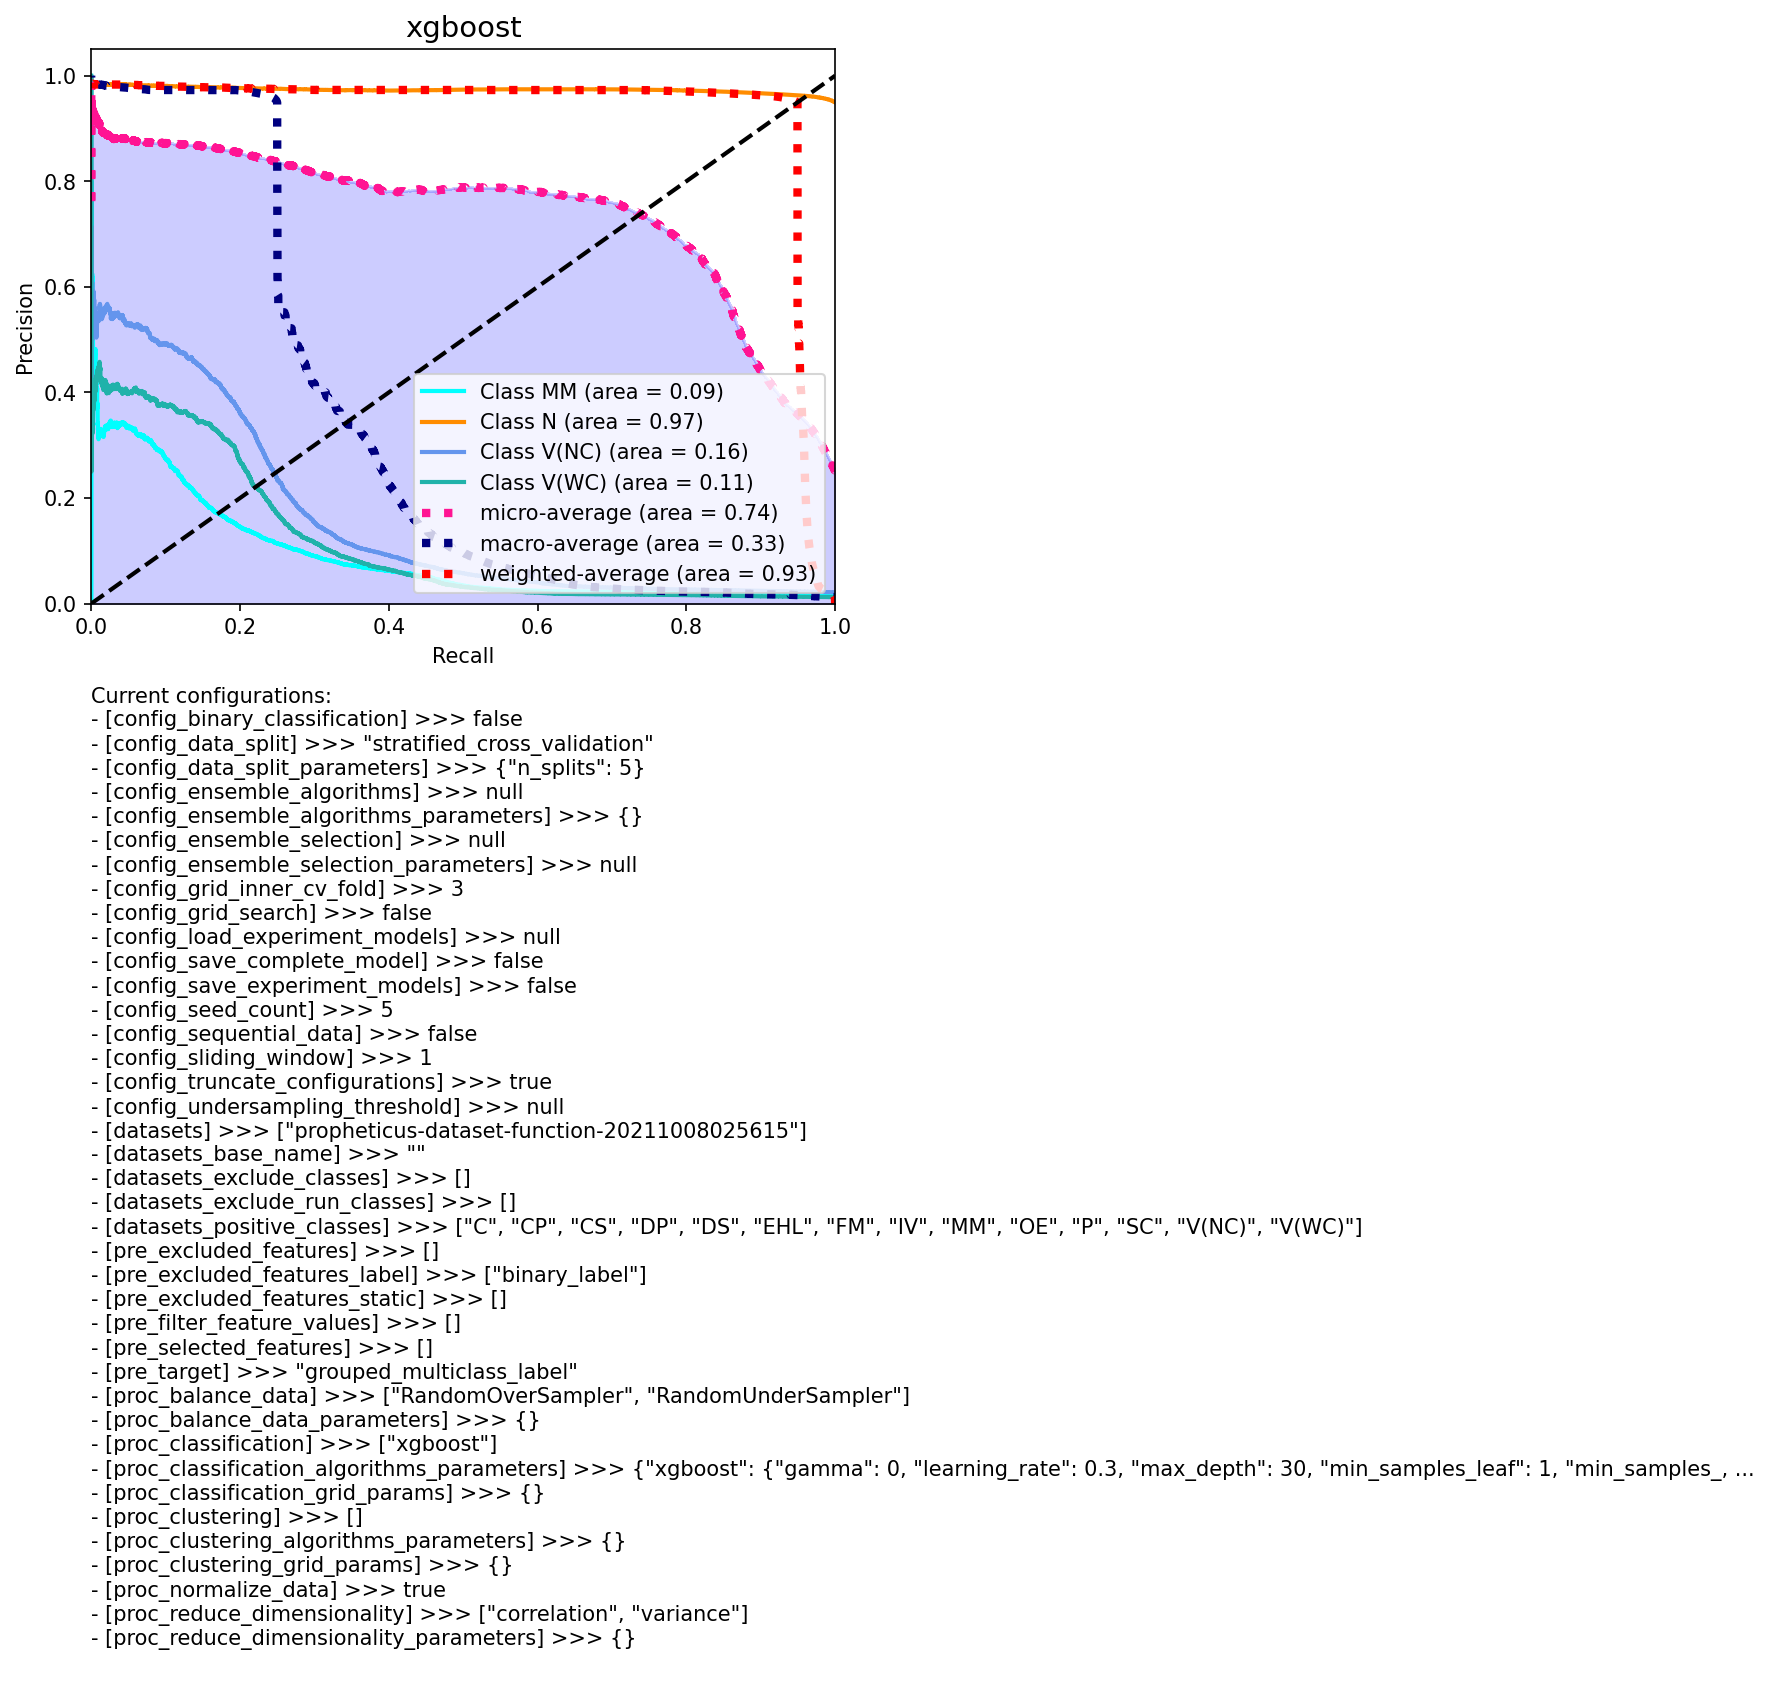 xgboost
1.0
0.8
0.6
0.4
0.2
0.0
Precision
Class MM (area = 0.09)
Class N (area = 0.97)
Class V(NC) (area = 0.16)
Class V(WC) (area = 0.11)
micro-average (area = 0.74)
macro-average (area = 0.33)
weighted-average (area = 0.93)
0.0 0.2 0.4 0.6 0.8 1.0
Recall
Current configurations:
- [config_binary_classification] >>> false
- [config_data_split] >>> "stratified_cross_validation"
- [config_data_split_parameters] >>> {"n_splits": 5}
- [config_ensemble_algorithms] >>> null
- [config_ensemble_algorithms_parameters] >>> {}
- [config_ensemble_selection] >>> null
- [config_ensemble_selection_parameters] >>> null
- [config_grid_inner_cv_fold] >>> 3
- [config_grid_search] >>> false
- [config_load_experiment_models] >>> null
- [config_save_complete_model] >>> false
- [config_save_experiment_models] >>> false
- [config_seed_count] >>> 5
- [config_sequential_data] >>> false
- [config_sliding_window] >>> 1
- [config_truncate_configurations] >>> true
- [config_undersampling_threshold] >>> null
- [datasets] >>> ["propheticus-dataset-function-20211008025615"]
- [datasets_base_name] >>> ""
- [datasets_exclude_classes] >>> []
- [datasets_exclude_run_classes] >>> []
- [datasets_positive_classes] >>> ["C", "CP", "CS", "DP", "DS", "EHL", "FM", "IV", "MM", "OE", "P", "SC", "V(NC)", "V(WC)"]
- [pre_excluded_features] >>> []
- [pre_excluded_features_label] >>> ["binary_label"]
- [pre_excluded_features_static] >>> []
- [pre_filter_feature_values] >>> []
- [pre_selected_features] >>> []
- [pre_target] >>> "grouped_multiclass_label"
- [proc_balance_data] >>> ["RandomOverSampler", "RandomUnderSampler"]
- [proc_balance_data_parameters] >>> {}
- [proc_classification] >>> ["xgboost"]
- [proc_classification_algorithms_parameters] >>> {"xgboost": {"gamma": 0, "learning_rate": 0.3, "max_depth": 30, "min_samples_leaf": 1, "min_samples_, ...
- [proc_classification_grid_params] >>> {}
- [proc_clustering] >>> []
- [proc_clustering_algorithms_parameters] >>> {}
- [proc_clustering_grid_params] >>> {}
- [proc_normalize_data] >>> true
- [proc_reduce_dimensionality] >>> ["correlation", "variance"]
- [proc_reduce_dimensionality_parameters] >>> {}